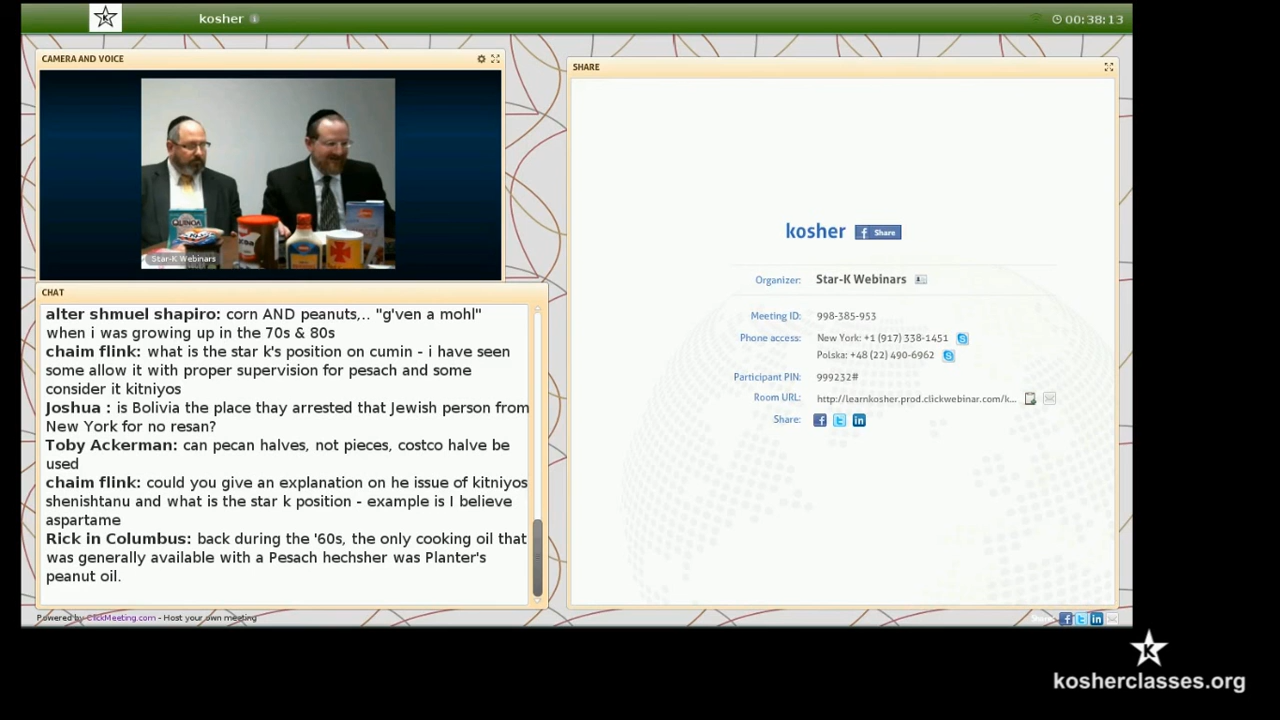 kosher
00:38:13
CAMERA AND VOICE
QUINOA
Star-K Webinars
CHAT
alter shmuel shapiro: corn AND peanuts,.. "g'ven a mohl"
when i was growing up in the 70s & 80s
chaim flink: what is the star k's position on cumin - i have seen
some allow it with proper supervision for pesach and some
consider it kitniyos
Joshua : is Bolivia the place thay arrested that Jewish person from
New York for no resan?
Toby Ackerman: can pecan halves, not pieces, costco halve be
used
chaim flink: could you give an explanation on he issue of kitniyos
shenishtanu and what is the star k position - example is I believe
aspartame
Rick in Columbus: back during the '60s, the only cooking oil that
was generally available with a Pesach hechsher was Planter's
peanut oil.
Powered by ClickMeeting.com - Host your own meeting
SHARE
kosher f Share
Organizer: Star-K Webinars
Meeting ID: 998-385-953
Phone access: New York: +1 (917) 338-1451
Polska: +48 (22) 490-6962
Participant PIN: 999232#
Room URL: http://learnkosher.prod.clickwebinar.com/k...
Share:
K
kosherclasses.org